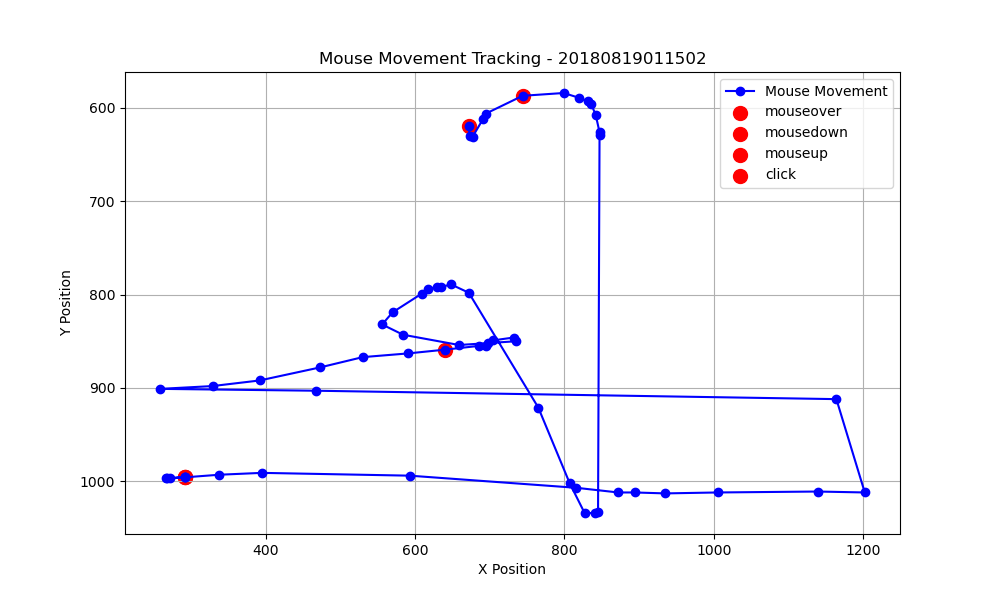 Mouse Movement Tracking - 20180819011502
Mouse Movement
mouseover
mousedown
mouseup
click
600
700
800
900
1000
Y Position
400
600
800
1000
1200
X Position